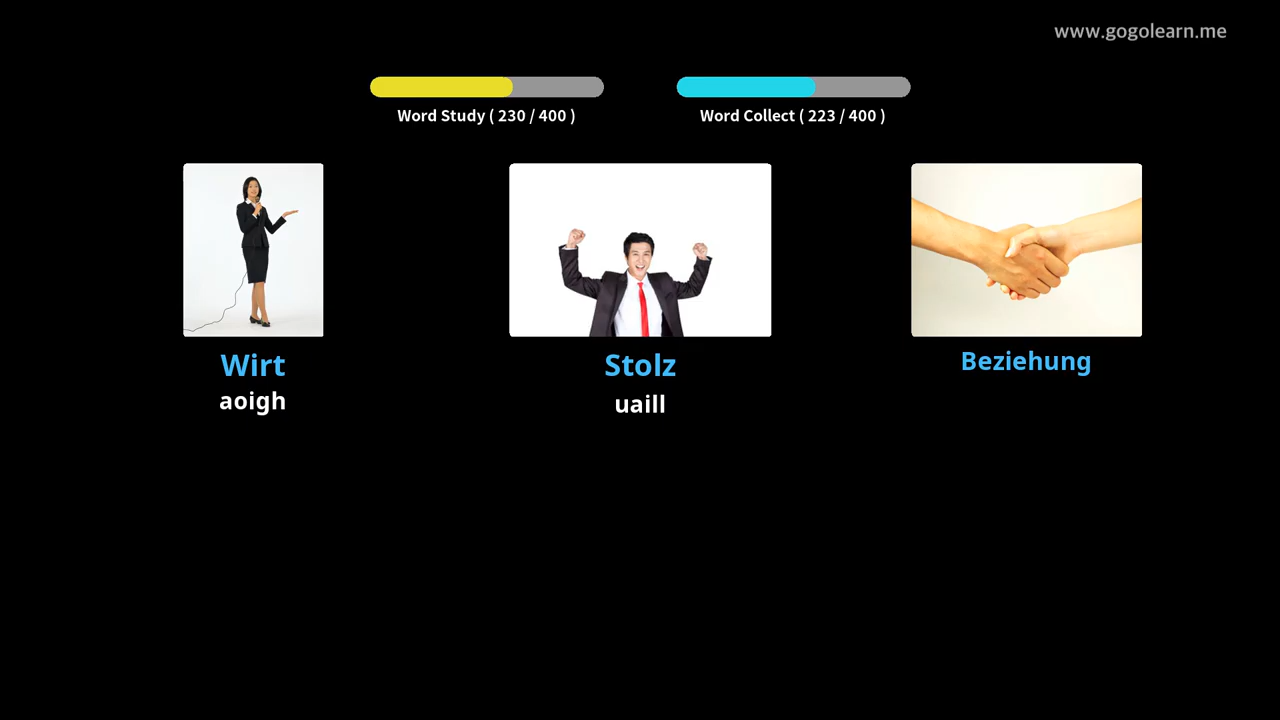 www.gogolearn.me
Word Study ( 230 / 400 )
Word Collect ( 223 / 400 )
Wirt
aoigh
Stolz
uaill
Beziehung